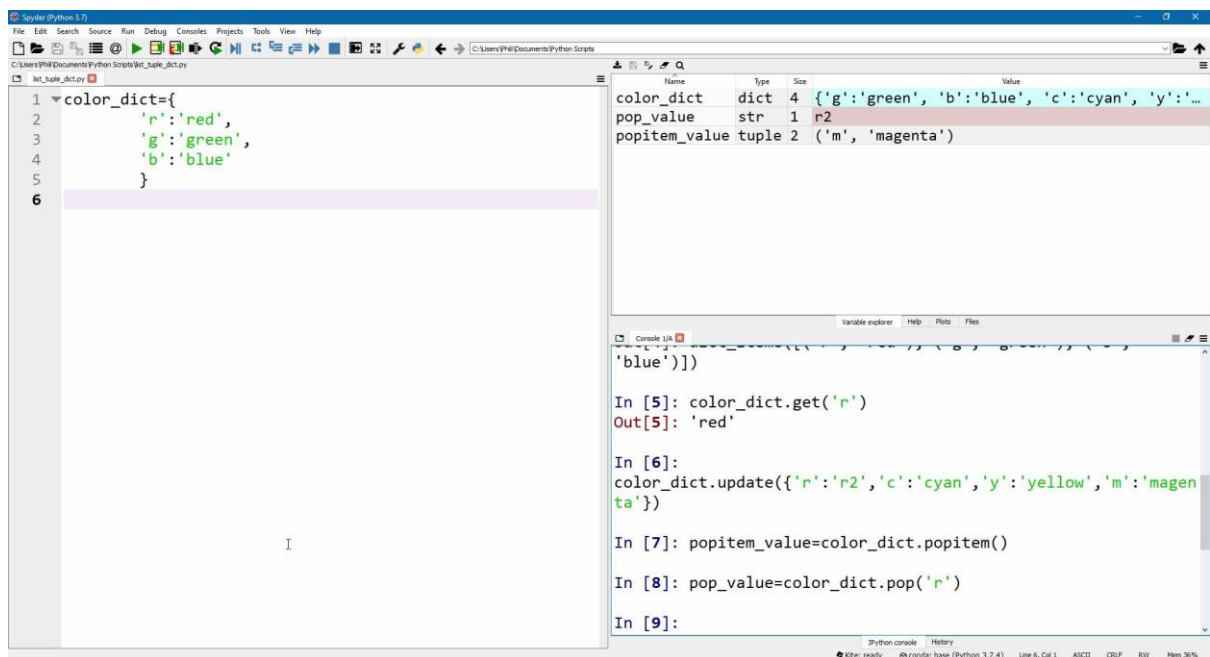 Spyder (Python 3.7)
File Edit Search Source Run Debug Consoles Projects Tools View Help
C:\Users\Phili\Documents\Python Scripts
C:\Users\Phili\Documents\Python Scripts\list_tuple_dict.py
list_tuple_dict.py
1 color_dict={
2 'r':'red',
3 'g':'green',
4 'b':'blue'
5 }
6
Name Type Size Value
color_dict dict 4 {'g':'green', 'b':'blue', 'c':'cyan', 'y':'…
pop_value str 1 r2
popitem_value tuple 2 ('m', 'magenta')
Variable explorer Help Plots Files
Console 1/A
'blue')])
In [5]: color_dict.get('r')
Out[5]: 'red'
In [6]:
color_dict.update({'r':'r2','c':'cyan','y':'yellow','m':'magen
ta'})
In [7]: popitem_value=color_dict.popitem()
In [8]: pop_value=color_dict.pop('r')
In [9]:
IPython console History
Kite: ready conda: base (Python 3.7.4) Line 6, Col 1 ASCII CRLF RW Mem 36%